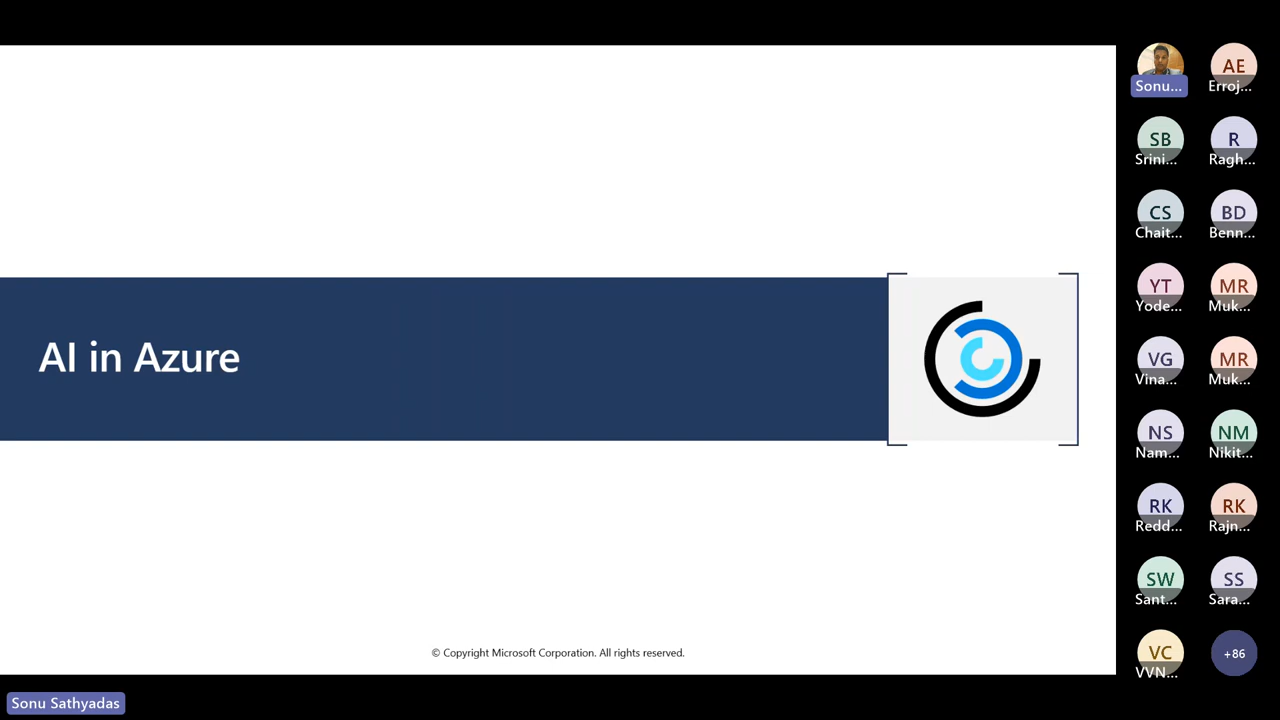 AI in Azure
© Copyright Microsoft Corporation. All rights reserved.
Sonu Sathyadas
Sonu...
AE
Erroj...
SB
Srini...
R
Ragh...
CS
Chait...
BD
Benn...
YT
Yode...
MR
Muk...
VG
Vina...
MR
Muk...
NS
Nam...
NM
Nikit...
RK
Redd...
RK
Rajn...
SW
Sant...
SS
Sara...
VC
VVN...
+86